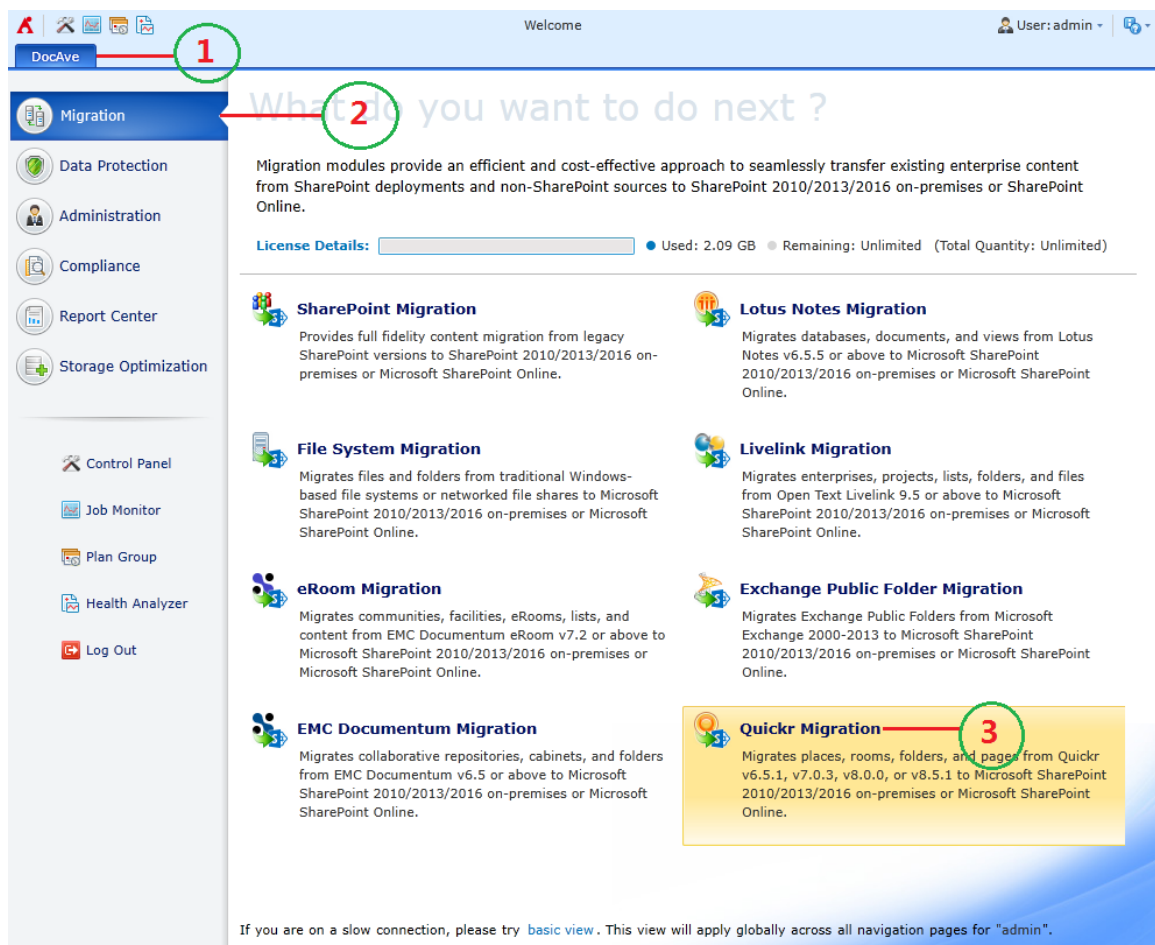 Welcome
User: admin
DocAve
1
Migration
2
What do you want to do next ?
Data Protection
Administration
Compliance
Report Center
Storage Optimization
Control Panel
Job Monitor
Plan Group
Health Analyzer
Log Out
Migration modules provide an efficient and cost-effective approach to seamlessly transfer existing enterprise content
from SharePoint deployments and non-SharePoint sources to SharePoint 2010/2013/2016 on-premises or SharePoint
Online.
License Details: Used: 2.09 GB Remaining: Unlimited (Total Quantity: Unlimited)
SharePoint Migration
Provides full fidelity content migration from legacy
SharePoint versions to SharePoint 2010/2013/2016 on-
premises or Microsoft SharePoint Online.
Lotus Notes Migration
Migrates databases, documents, and views from Lotus
Notes v6.5.5 or above to Microsoft SharePoint
2010/2013/2016 on-premises or Microsoft SharePoint
Online.
File System Migration
Migrates files and folders from traditional Windows-
based file systems or networked file shares to Microsoft
SharePoint 2010/2013/2016 on-premises or Microsoft
SharePoint Online.
Livelink Migration
Migrates enterprises, projects, lists, folders, and files
from Open Text Livelink 9.5 or above to Microsoft
SharePoint 2010/2013/2016 on-premises or Microsoft
SharePoint Online.
eRoom Migration
Migrates communities, facilities, eRooms, lists, and
content from EMC Documentum eRoom v7.2 or above to
Microsoft SharePoint 2010/2013/2016 on-premises or
Microsoft SharePoint Online.
Exchange Public Folder Migration
Migrates Exchange Public Folders from Microsoft
Exchange 2000-2013 to Microsoft SharePoint
2010/2013/2016 on-premises or Microsoft SharePoint
Online.
EMC Documentum Migration
Migrates collaborative repositories, cabinets, and folders
from EMC Documentum v6.5 or above to Microsoft
SharePoint 2010/2013/2016 on-premises or Microsoft
SharePoint Online.
Quickr Migration
3
Migrates places, rooms, folders, and pages from Quickr
v6.5.1, v7.0.3, v8.0.0, or v8.5.1 to Microsoft SharePoint
2010/2013/2016 on-premises or Microsoft SharePoint
Online.
If you are on a slow connection, please try basic view. This view will apply globally across all navigation pages for "admin".